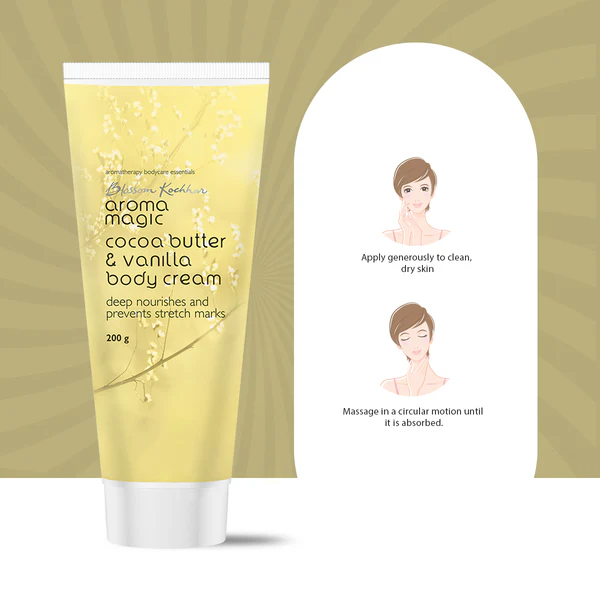 aromatherapy bodycare essentials
Blossom Kochhar
aroma
magic
cocoa butter
& vanilla
body cream
deep nourishes and
prevents stretch marks
200 g
Apply generously to clean,
dry skin
Massage in a circular motion until
it is absorbed.